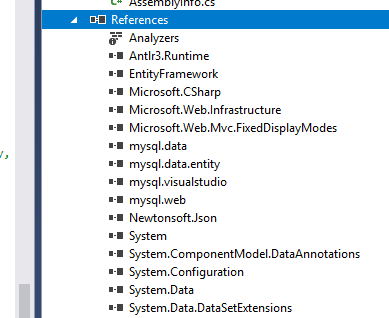 AssemblyInfo.cs
References
Analyzers
Antlr3.Runtime
EntityFramework
Microsoft.CSharp
Microsoft.Web.Infrastructure
Microsoft.Web.Mvc.FixedDisplayModes
mysql.data
mysql.data.entity
mysql.visualstudio
mysql.web
Newtonsoft.Json
System
System.ComponentModel.DataAnnotations
System.Configuration
System.Data
System.Data.DataSetExtensions